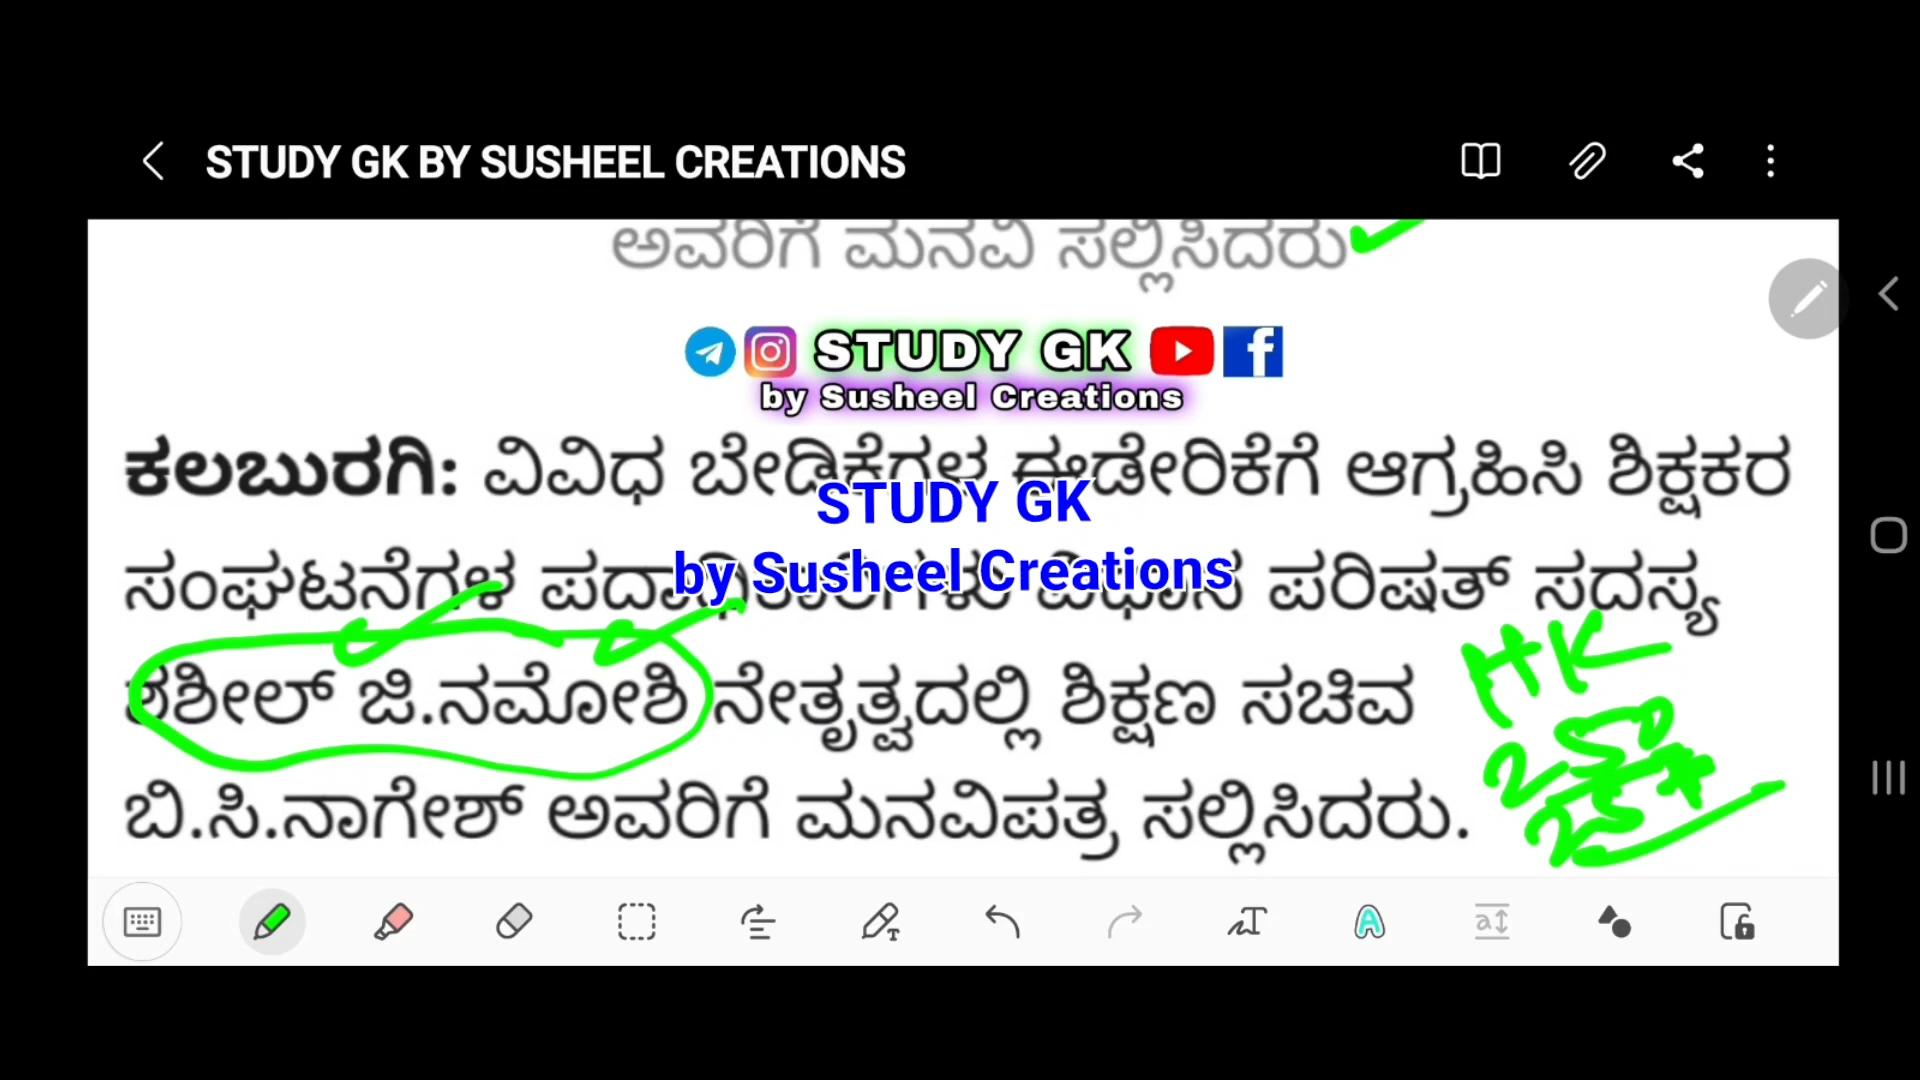 STUDY GK BY SUSHEEL CREATIONS
ಅವರಿಗೆ ಮನವಿ ಸಲ್ಲಿಸಿದರು
STUDY GK
by Susheel Creations
ಕಲಬುರಗಿ: ವಿವಿಧ ಬೇಡಿಕೆಗಳ ಈಡೇರಿಕೆಗೆ ಆಗ್ರಹಿಸಿ ಶಿಕ್ಷಕರ
STUDY GK
ಸಂಘಟನೆಗಳ ಪದಾಧಿಕಾರಿಗಳು ವಿಧಾನ ಪರಿಷತ್ ಸದಸ್ಯ
by Susheel Creations
ಶಶೀಲ್ ಜಿ.ನಮೋಶಿ ನೇತೃತ್ವದಲ್ಲಿ ಶಿಕ್ಷಣ ಸಚಿವ
HK
ಬಿ.ಸಿ.ನಾಗೇಶ್ ಅವರಿಗೆ ಮನವಿಪತ್ರ ಸಲ್ಲಿಸಿದರು.